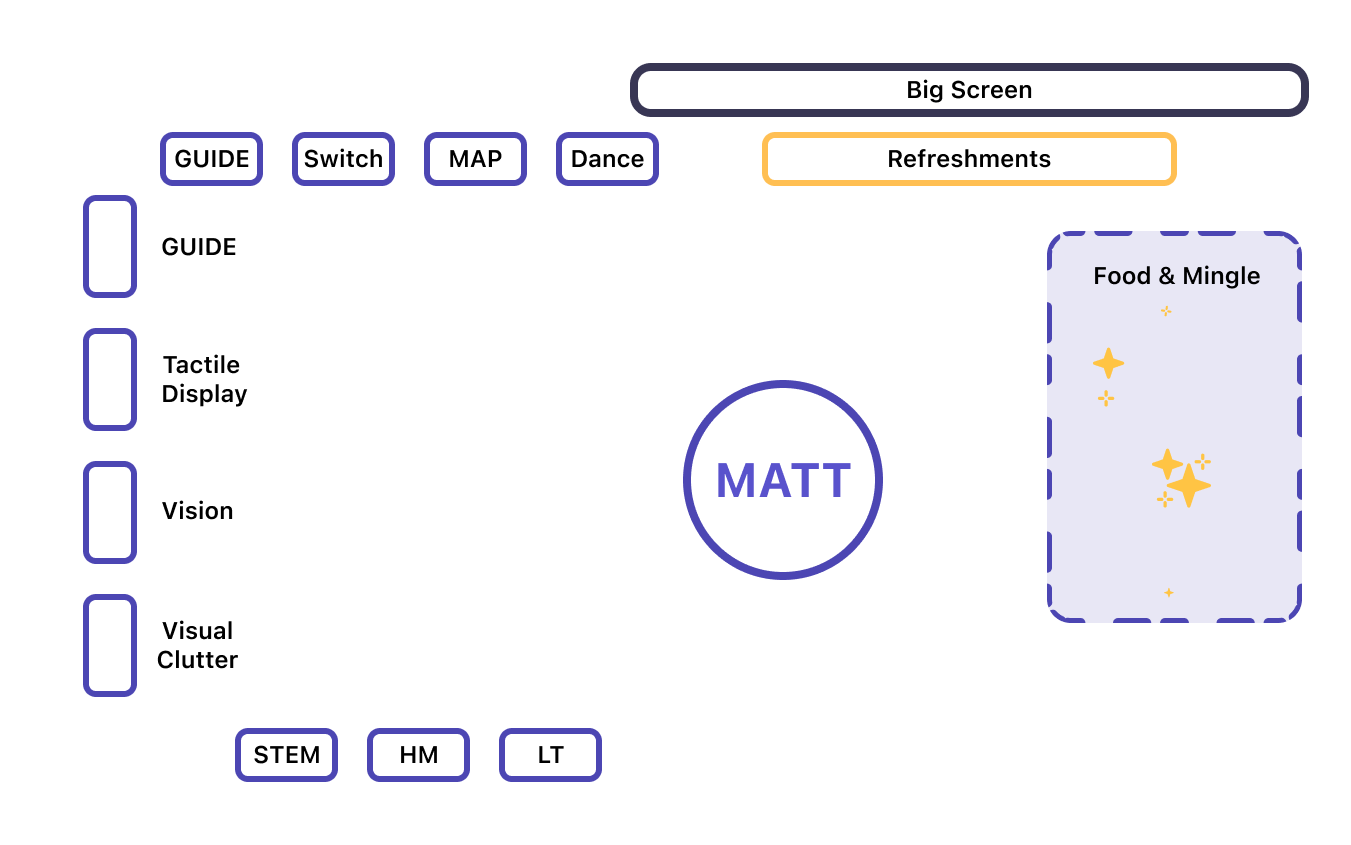 Big Screen
GUIDE
Switch
MAP
Dance
Refreshments
GUIDE
Food & Mingle
Tactile
Display
MATT
Vision
Visual
Clutter
STEM
HM
LT